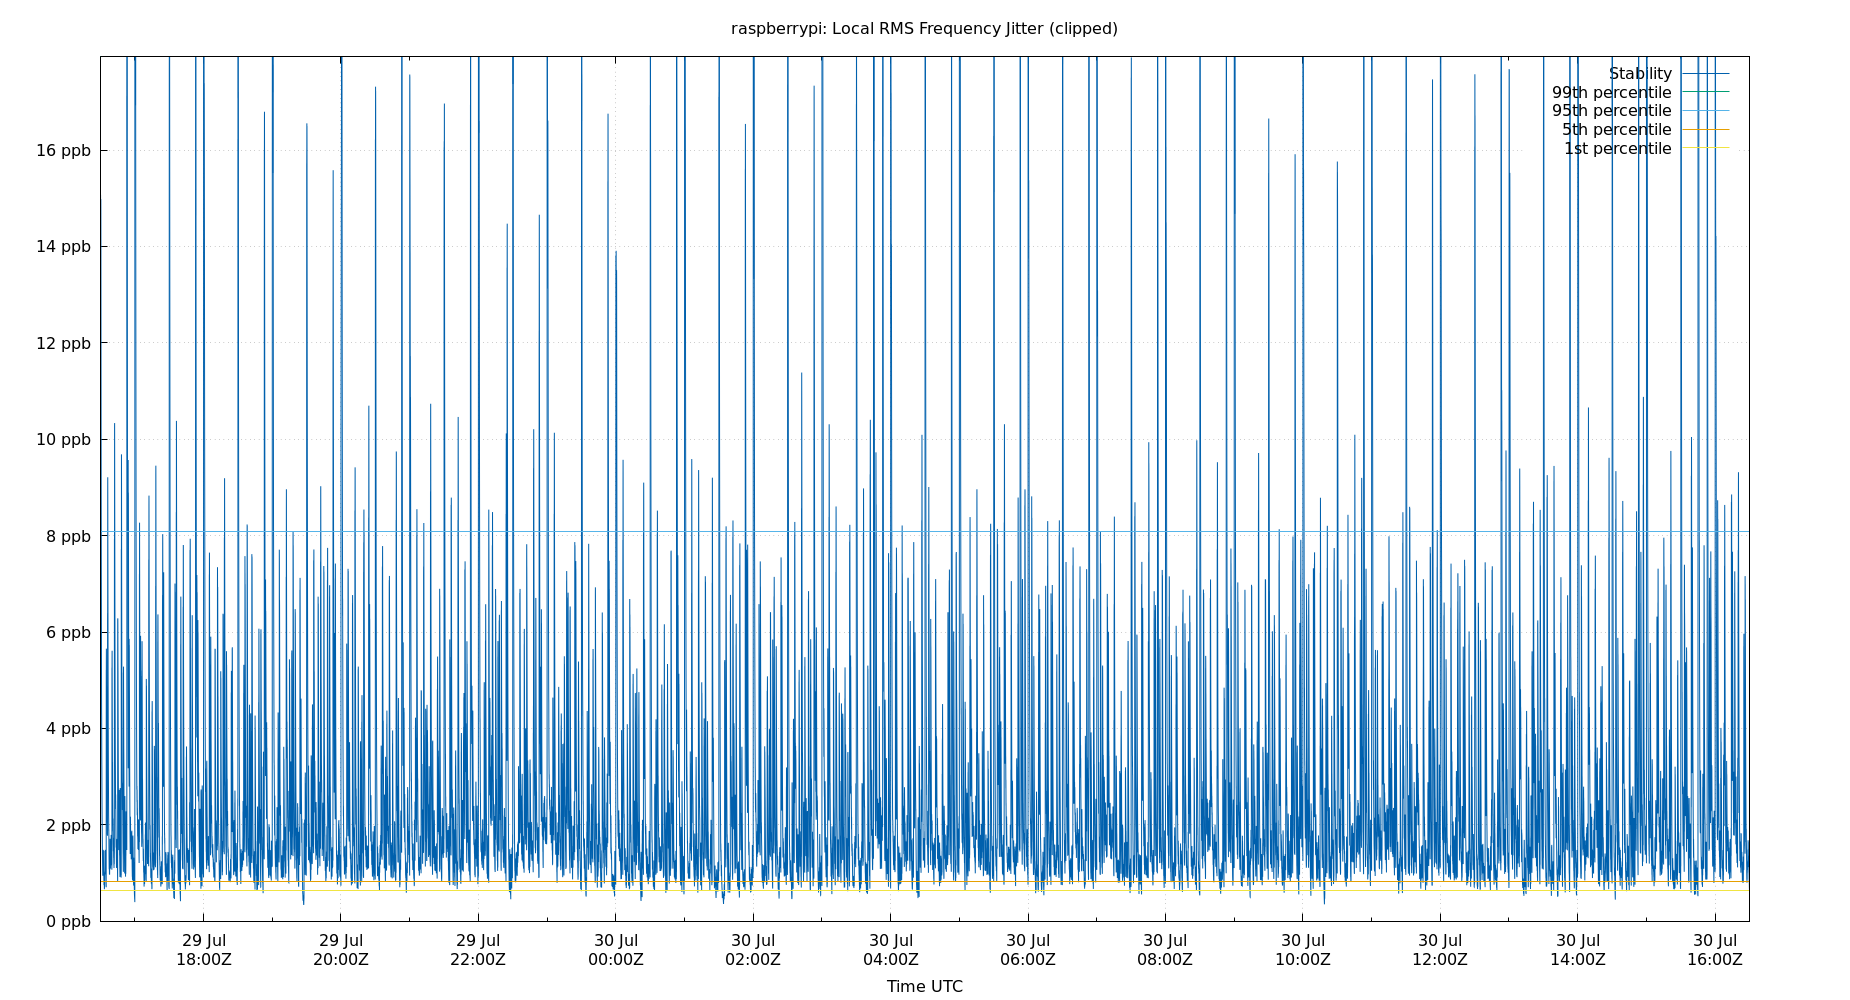 raspberrypi: Local RMS Frequency Jitter (clipped)
Stability
99th percentile
95th percentile
5th percentile
1st percentile
16 ppb
14 ppb
12 ppb
10 ppb
8 ppb
6 ppb
4 ppb
2 ppb
0 ppb
29 Jul 29 Jul 29 Jul 30 Jul 30 Jul 30 Jul 30 Jul 30 Jul 30 Jul 30 Jul 30 Jul 30 Jul
18:00Z 20:00Z 22:00Z 00:00Z 02:00Z 04:00Z 06:00Z 08:00Z 10:00Z 12:00Z 14:00Z 16:00Z
Time UTC